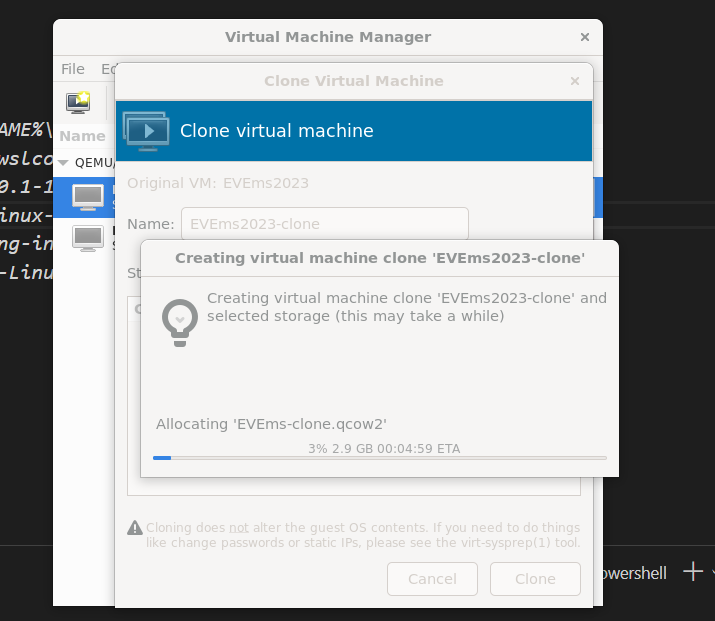 Virtual Machine Manager
File
Clone Virtual Machine
Clone virtual machine
Name
QEMU/
Original VM: EVEms2023
Name: EVEms2023-clone
AME%\
wslco
0.1-1
inux-
ng-in
-Linu
St
Creating virtual machine clone 'EVEms2023-clone'
Creating virtual machine clone 'EVEms2023-clone' and
selected storage (this may take a while)
Allocating 'EVEms-clone.qcow2'
3% 2.9 GB 00:04:59 ETA
Cloning does not alter the guest OS contents. If you need to do things
like change passwords or static IPs, please see the virt-sysprep(1) tool.
Cancel
Clone
owershell